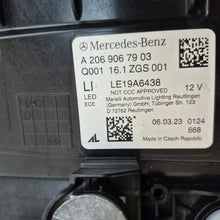 Mercedes-Benz
A 206 906 79 03
Q001 16.1 ZGS 001
LI LE19A6438
LED NOT CCC APPROVED 12 V
ECE Marelli Automotive Lighting Reutlingen
(Germany) GmbH, Tübinger Str. 123
D 72762 Reutlingen
AL 06.03.23 0124
668
Made in Czech Republic